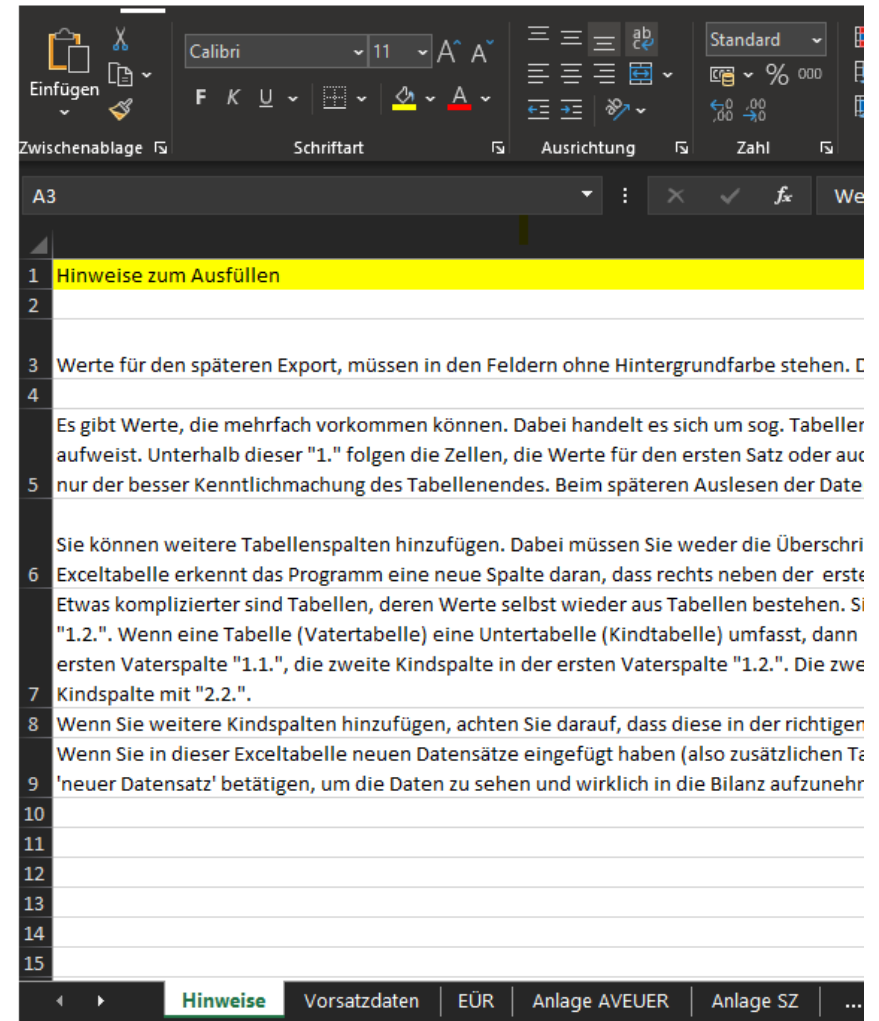 Einfügen
Zwischenablage
Calibri
11
A A
F K U
A
Schriftart
ab
Ausrichtung
Standard
% 000
Zahl
A3
fx
We
1 Hinweise zum Ausfüllen
2
3 Werte für den späteren Export, müssen in den Feldern ohne Hintergrundfarbe stehen. D
4
Es gibt Werte, die mehrfach vorkommen können. Dabei handelt es sich um sog. Tabellen
aufweist. Unterhalb dieser "1." folgen die Zellen, die Werte für den ersten Satz oder auc
5 nur der besser Kenntlichmachung des Tabellenendes. Beim späteren Auslesen der Date
Sie können weitere Tabellenspalten hinzufügen. Dabei müssen Sie weder die Überschri
6 Exceltabelle erkennt das Programm eine neue Spalte daran, dass rechts neben der erste
Etwas komplizierter sind Tabellen, deren Werte selbst wieder aus Tabellen bestehen. Si
"1.2.". Wenn eine Tabelle (Vatertabelle) eine Untertabelle (Kindtabelle) umfasst, dann
ersten Vaterspalte "1.1.", die zweite Kindspalte in der ersten Vaterspalte "1.2.". Die zwe
7 Kindspalte mit "2.2.".
8 Wenn Sie weitere Kindspalten hinzufügen, achten Sie darauf, dass diese in der richtigen
Wenn Sie in dieser Exceltabelle neuen Datensätze eingefügt haben (also zusätzlichen Ta
9 'neuer Datensatz' betätigen, um die Daten zu sehen und wirklich in die Bilanz aufzunehm
10
11
12
13
14
15
Hinweise Vorsatzdaten EÜR Anlage AVEUER Anlage SZ ...